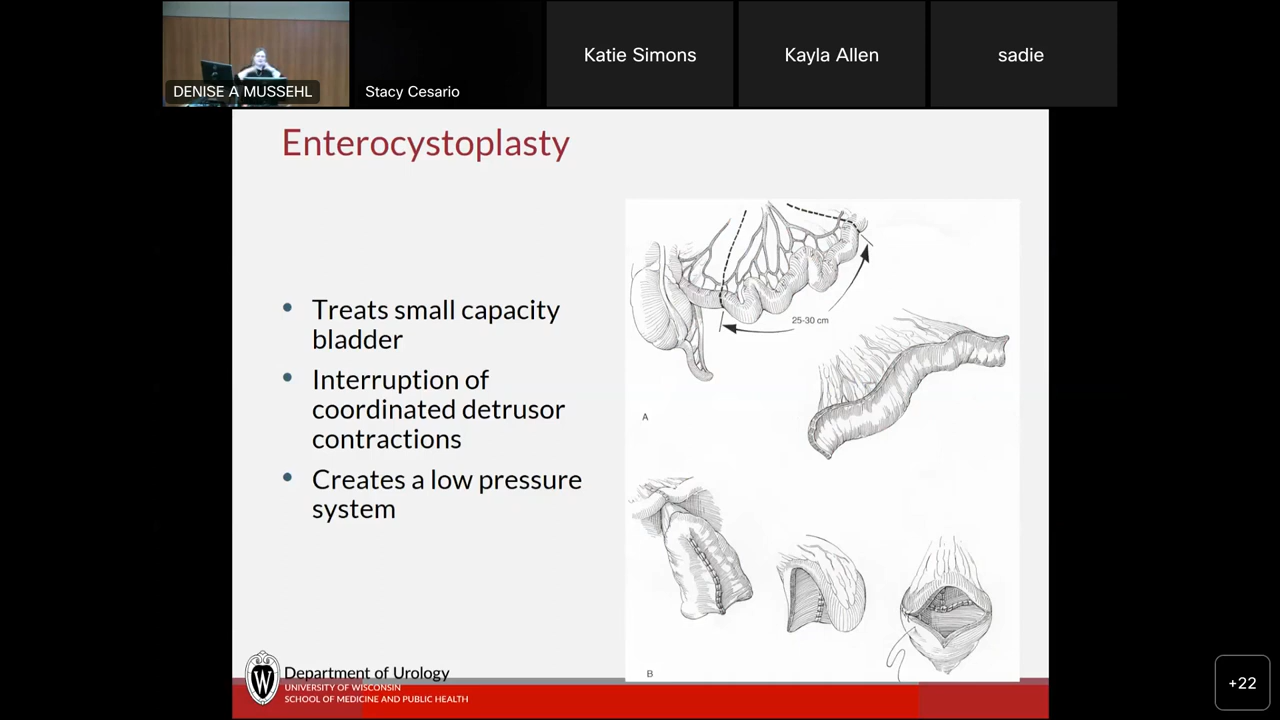 DENISE A MUSSEHL
Stacy Cesario
Katie Simons
Kayla Allen
sadie
Enterocystoplasty
• Treats small capacity
bladder
• Interruption of
coordinated detrusor
contractions
• Creates a low pressure
system
25-30 cm
A
B
W
Department of Urology
UNIVERSITY OF WISCONSIN
SCHOOL OF MEDICINE AND PUBLIC HEALTH
+22